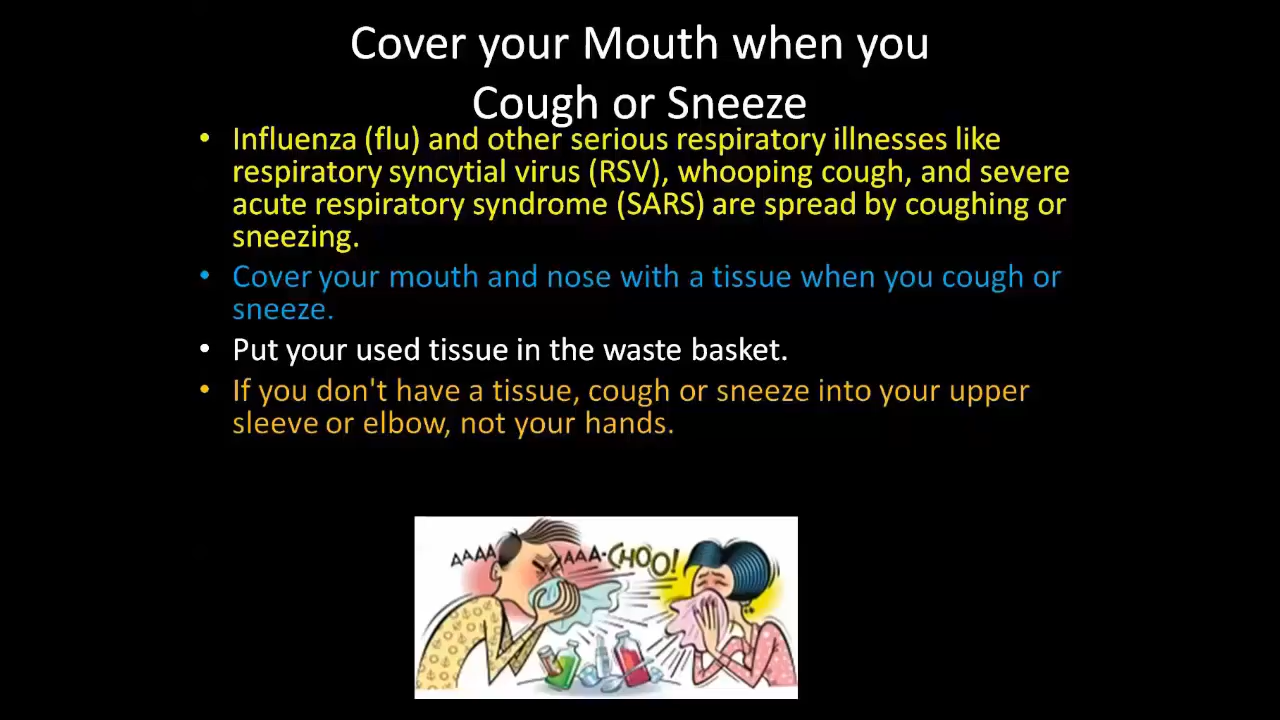 Cover your Mouth when you
Cough or Sneeze
• Influenza (flu) and other serious respiratory illnesses like
respiratory syncytial virus (RSV), whooping cough, and severe
acute respiratory syndrome (SARS) are spread by coughing or
sneezing.
• Cover your mouth and nose with a tissue when you cough or
sneeze.
• Put your used tissue in the waste basket.
• If you don't have a tissue, cough or sneeze into your upper
sleeve or elbow, not your hands.
AAAA AAA-CHOO!